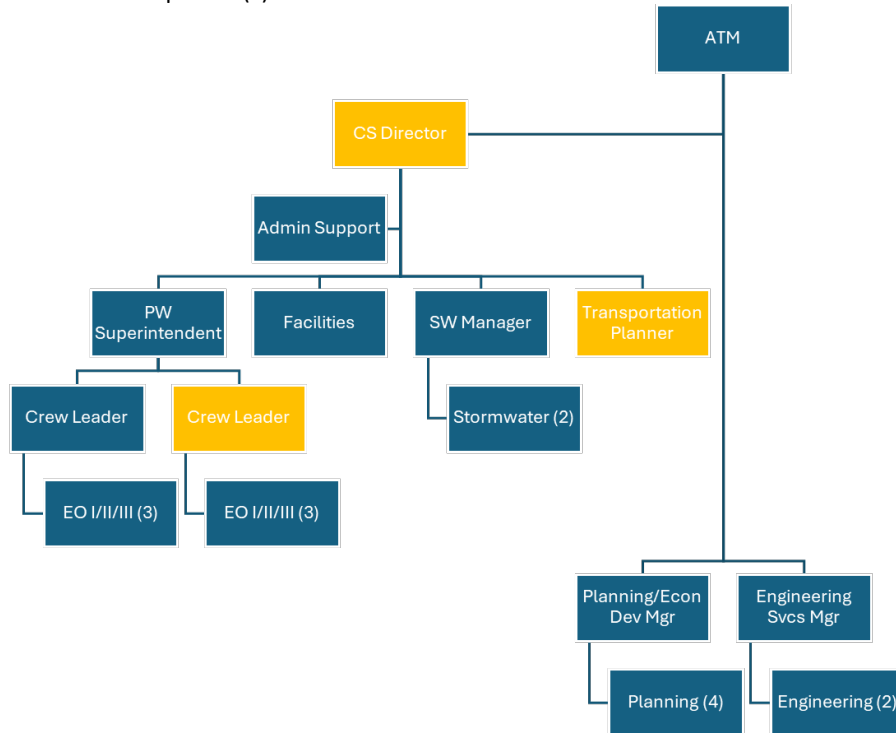 ATM
CS Director
Admin Support
PW
Superintendent
Facilities
SW Manager
Transportation
Planner
Crew Leader
Crew Leader
Stormwater (2)
EO I/II/III (3)
EO I/II/III (3)
Planning/Econ
Dev Mgr
Engineering
Svcs Mgr
Planning (4)
Engineering (2)